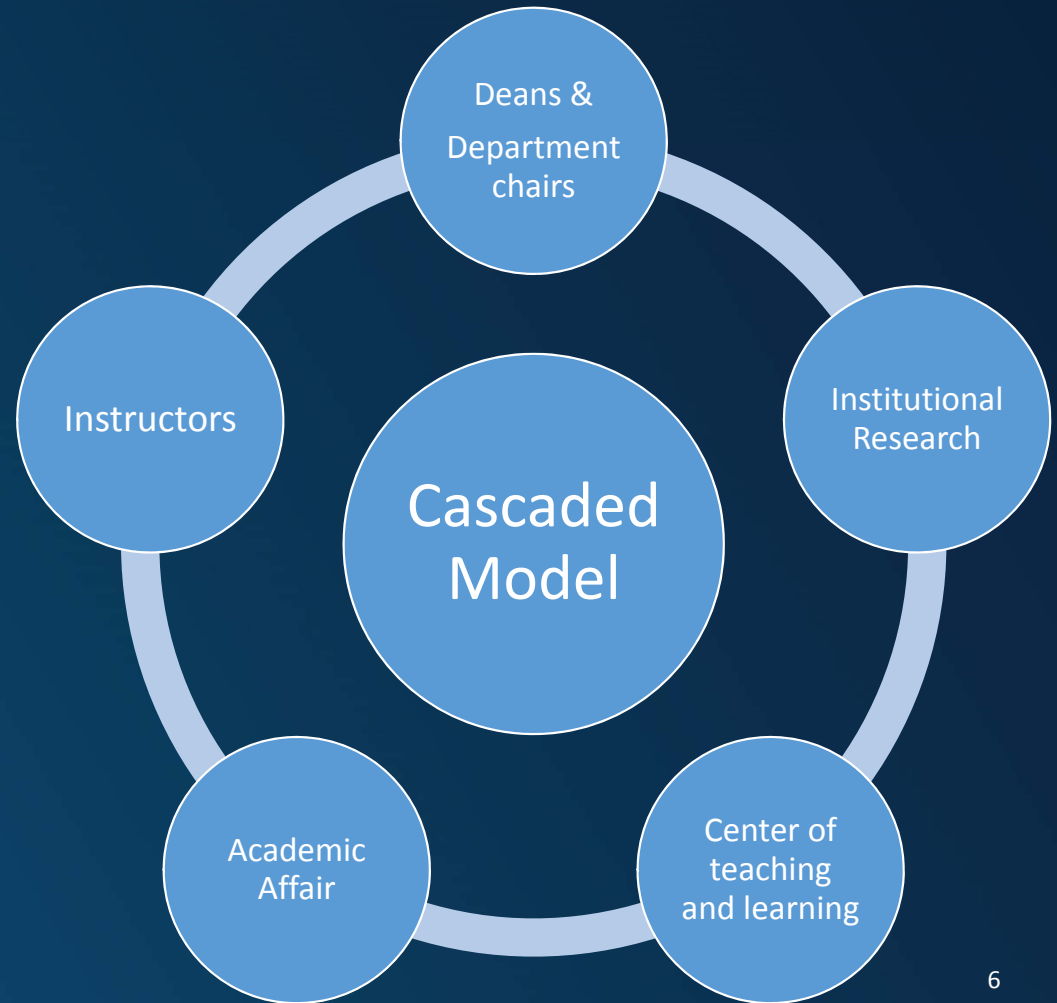 Deans &
Department
chairs
Institutional
Research
Instructors
Cascaded
Model
Academic
Affair
Center of
teaching
and learning
6